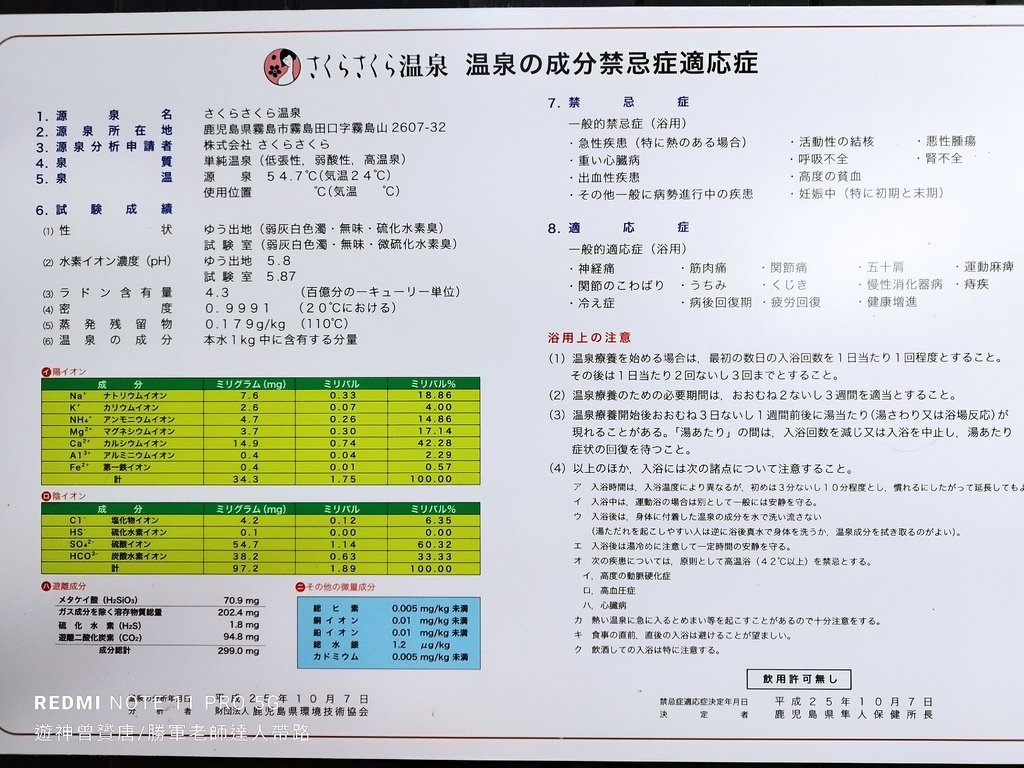 さくらさくら温泉 温泉の成分禁忌症適応症
1. 源泉名 さくらさくら温泉
2. 源泉所在地 鹿児島県霧島市霧島田口字霧島山2607-32
3. 源泉分析申請者 株式会社 さくらさくら
4. 泉質 単純温泉（低張性，弱酸性，高温泉）
5. 泉温 源泉 54.7℃（気温24℃）
使用位置 ℃（気温 ℃）
6. 試験成績
(1) 性状 ゆう出地（弱灰白色濁・無味・硫化水素臭）
試験室（弱灰白色濁・無味・微硫化水素臭）
(2) 水素イオン濃度（pH） ゆう出地 5.8
試験室 5.87
(3) ラドン含有量 4.3 （百億分の一キューリー単位）
(4) 密度 0.9991 （20℃における）
(5) 蒸発残留物 0.179g/kg （110℃）
(6) 温泉の成分 本水1kg中に含有する分量
イ 陽イオン
成分 ミリグラム（mg） ミリバル ミリバル%
Na⁺ ナトリウムイオン 7.6 0.33 18.86
K⁺ カリウムイオン 2.6 0.07 4.00
NH₄⁺ アンモニウムイオン 4.7 0.26 14.86
Mg²⁺ マグネシウムイオン 3.7 0.30 17.14
Ca²⁺ カルシウムイオン 14.9 0.74 42.28
A1³⁺ アルミニウムイオン 0.4 0.04 2.29
Fe²⁺ 第一鉄イオン 0.4 0.01 0.57
計 34.3 1.75 100.00
ロ 陰イオン
成分 ミリグラム（mg） ミリバル ミリバル%
C1⁻ 塩化物イオン 4.2 0.12 6.35
HS⁻ 硫化水素イオン 0.1 0.00 0.00
SO₄²⁻ 硫酸イオン 54.7 1.14 60.32
HCO³⁻ 炭酸水素イオン 38.2 0.63 33.33
計 97.2 1.89 100.00
ハ 遊離成分
メタケイ酸（H₂SiO₃） 70.9 mg
ガス成分を除く溶存物質総量 202.4 mg
硫化水素（H₂S） 1.8 mg
遊離二酸化炭素（CO₂） 94.8 mg
成分総計 299.0 mg
ニ その他の微量成分
総ヒ素 0.005 mg/kg 未満
銅イオン 0.01 mg/kg 未満
鉛イオン 0.01 mg/kg 未満
総水銀 1.2 μg/kg
カドミウム 0.005 mg/kg 未満
平成25年10月7日
分析者 財団法人 鹿児島県環境技術協会
7. 禁忌症
一般的禁忌症（浴用）
・急性疾患（特に熱のある場合） ・活動性の結核 ・悪性腫瘍
・重い心臓病 ・呼吸不全 ・腎不全
・出血性疾患 ・高度の貧血
・その他一般に病勢進行中の疾患 ・妊娠中（特に初期と末期）
8. 適応症
一般的適応症（浴用）
・神経痛 ・筋肉痛 ・関節痛 ・五十肩 ・運動麻痺
・関節のこわばり ・うちみ ・くじき ・慢性消化器病 ・痔疾
・冷え症 ・病後回復期 ・疲労回復 ・健康増進
浴用上の注意
(1) 温泉療養を始める場合は，最初の数日の入浴回数を1日当たり1回程度とすること。
その後は1日当たり2回ないし3回までとすること。
(2) 温泉療養のための必要期間は，おおむね2ないし3週間を適当とすること。
(3) 温泉療養開始後おおむね3日ないし1週間前後に湯当たり（湯さわり又は浴場反応）が
現れることがある。「湯あたり」の間は，入浴回数を減じ又は入浴を中止し，湯あたり
症状の回復を待つこと。
(4) 以上のほか，入浴には次の諸点について注意すること。
ア 入浴時間は，入浴温度により異なるが，初めは3分ないし10分程度とし，慣れるにしたがって延長してもよ
イ 入浴中は，運動浴の場合は別として一般には安静を守る。
ウ 入浴後は，身体に付着した温泉の成分を水で洗い流さない
（湯ただれを起こしやすい人は逆に浴後真水で身体を洗うか，温泉成分を拭き取るのがよい）。
エ 入浴後は湯冷めに注意して一定時間の安静を守る。
オ 次の疾患については，原則として高温浴（42℃以上）を禁忌とする。
イ．高度の動脈硬化症
ロ．高血圧症
ハ．心臓病
カ 熱い温泉に急に入るとめまい等を起こすことがあるので十分注意をする。
キ 食事の直前，直後の入浴は避けることが望ましい。
ク 飲酒しての入浴は特に注意する。
飲用許可無し
禁忌症適応症決定年月日 平成25年10月7日
決定者 鹿児島県隼人保健所長
REDMI NOTE 11 PRO 5G
遊神曾贊唐/勝軍老師達人帶路